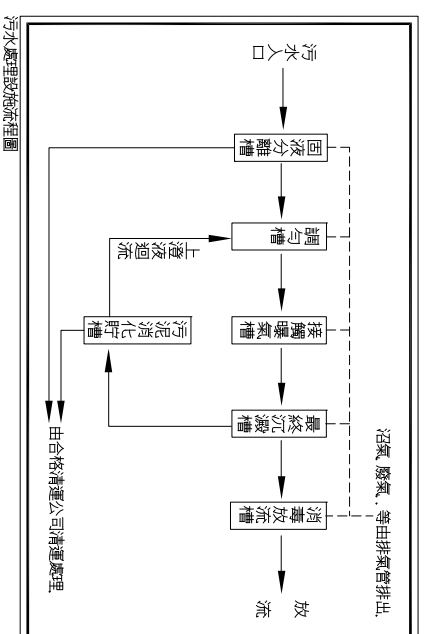 污水處理設施流程圖
污水人口
固液分離槽
調勻槽
接觸曝氣槽
最終沉澱槽
消毒放流槽
放流
上澄液迴流
污泥消化貯槽
沼氣, 廢氣, . 等由排氣管排出.
由合格清運公司清運處理.